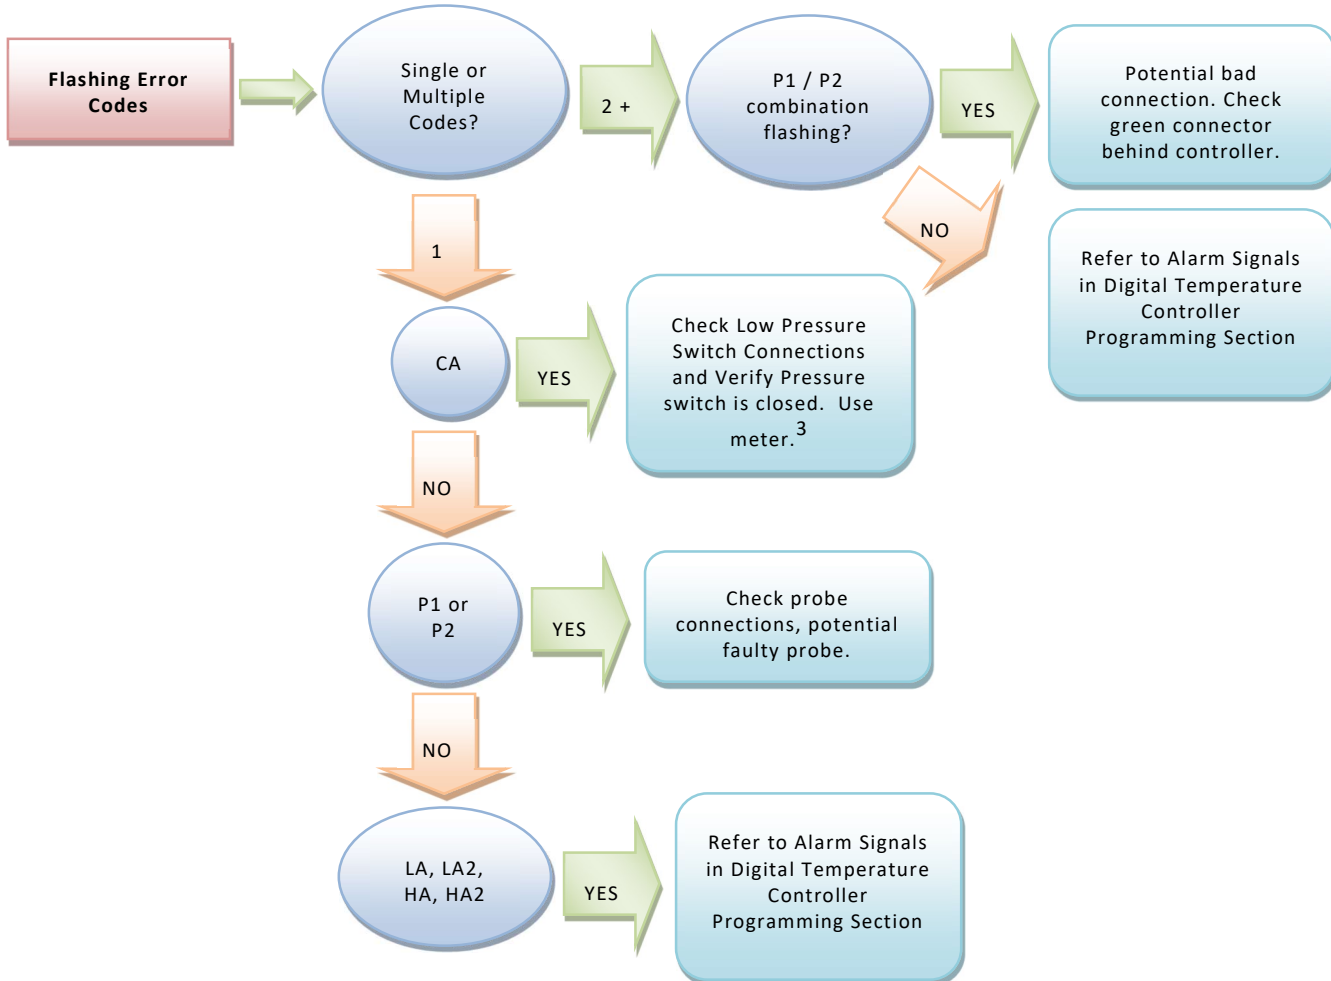 Flashing Error
Codes
Single or
Multiple
Codes?
2 +
P1 / P2
combination
flashing?
YES
Potential bad
connection. Check
green connector
behind controller.
NO
Refer to Alarm Signals
in Digital Temperature
Controller
Programming Section
1
CA
YES
Check Low Pressure
Switch Connections
and Verify Pressure
switch is closed.  Use
meter.3
NO
P1 or
P2
YES
Check probe
connections, potential
faulty probe.
NO
LA, LA2,
HA, HA2
YES
Refer to Alarm Signals
in Digital Temperature
Controller
Programming Section